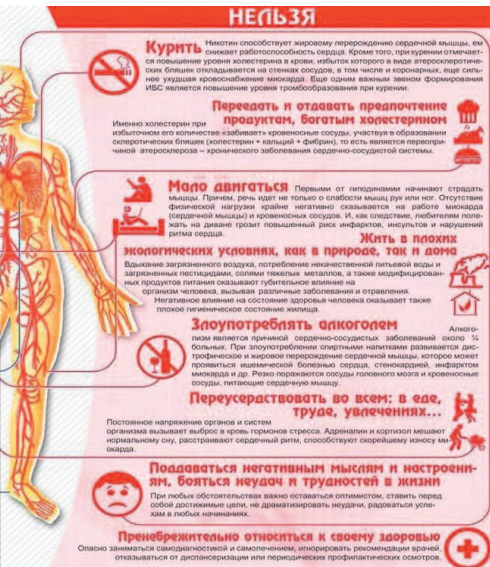 НЕЛЬЗЯ
Курить Никотин способствует жировому перерождению сердечной мышцы, ем
снижает работоспособность сердца. Кроме того, при курении отмечает-
ся повышение уровня холестерина в крови, избыток которого в виде атеросклеротичес-
ких бляшек откладывается на стенках сосудов, в том числе и коронарных, еще силь-
нее ухудшая кровоснабжение миокарда. Еще одним важным звеном формирования
ИБС является повышение уровня тромбообразования при курении.
Переедать и отдавать предпочтение
продуктам, богатым холестерином
Именно холестерин при
избыточном его количестве «забивает» кровеносные сосуды, участвуя в образовании
склеротических бляшек (холестерин + кальций + фибрин), то есть является первопри-
чиной атеросклероза – хронического заболевания сердечно-сосудистой системы.
Мало двигаться Первыми от гиподинамии начинают страдать
мышцы. Причем, речь идет не только о слабости мышц рук или ног. Отсутствие
физической нагрузки крайне негативно сказывается на работе миокарда
(сердечной мышцы) и кровеносных сосудов. И, как следствие, любителям поле-
жать на диване грозит повышенный риск инфарктов, инсультов и нарушений
ритма сердца.
Жить в плохих
экологических условиях, как в природе, так и дома
Вдыхание загрязненного воздуха, потребление некачественной питьевой воды и
загрязненных пестицидами, солями тяжелых металлов, а также модифицирован-
ных продуктов питания оказывают губительное влияние на
организм человека, вызывая различные заболевания и отравления.
Негативное влияние на состояние здоровья человека оказывает также
плохое гигиеническое состояние жилища.
Злоупотреблять алкоголем Алкого-
лизм является причиной сердечно-сосудистых заболеваний около ¼
больных. При злоупотреблении спиртными напитками развивается дис-
трофическое и жировое перерождение сердечной мышцы, которое может
проявиться ишемической болезнью сердца, стенокардией, инфарктом
миокарда и др. Резко поражаются сосуды головного мозга и кровеносные
сосуды, питающие сердечную мышцу.
Переусердствовать во всем: в еде,
труде, увлечениях...
Постоянное напряжение органов и систем
организма вызывает выброс в кровь гормонов стресса. Адреналин и кортизол мешают
нормальному сну, расстраивают сердечный ритм, способствуют скорейшему износу ми-
окарда.
Поддаваться негативным мыслям и настроени-
ям, бояться неудач и трудностей в жизни
При любых обстоятельствах важно оставаться оптимистом, ставить перед
собой достижимые цели, не драматизировать неудачи, радоваться успе-
хам в любых начинаниях.
Пренебрежительно относиться к своему здоровью
Опасно заниматься самодиагностикой и самолечением, игнорировать рекомендации врачей,
отказываться от диспансеризации или периодических профилактических осмотров.